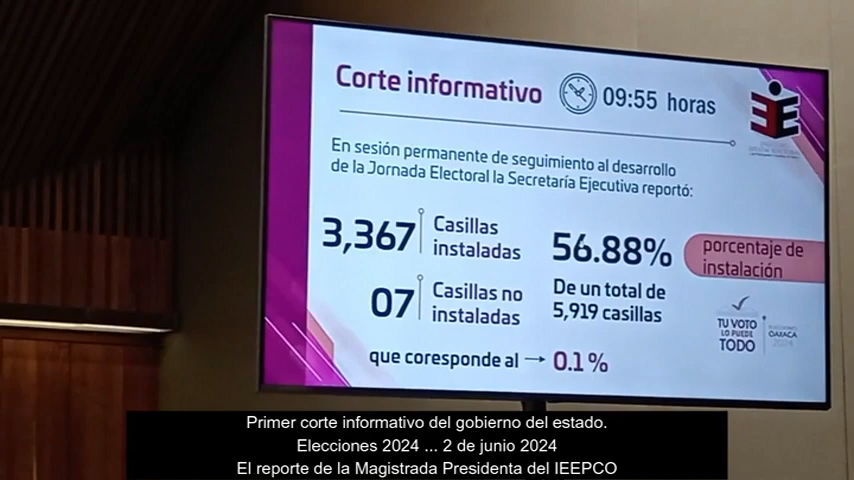 Corte informativo
09:55 horas
En sesión permanente de seguimiento al desarrollo
de la Jornada Electoral la Secretaría Ejecutiva reportó:
3,367
Casillas
instaladas
56.88%
porcentaje de
instalación
07
Casillas no
instaladas
De un total de
5,919 casillas
que coresponde al → 0.1%
TU VOTO
LO PUEDE
TODO
OAXACA
2024
Primer corte informativo del gobierno del estado.
Elecciones 2024 ... 2 de junio 2024
El reporte de la Magistrada Presidenta del IEEPCO